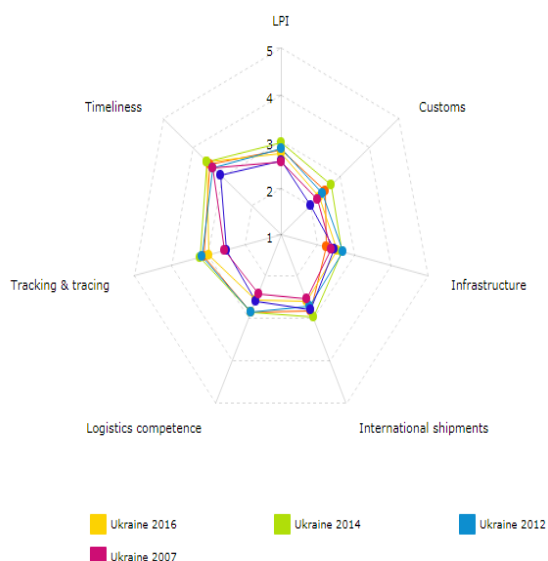 LPI
5
Timeliness
Customs
4
3
2
1
Tracking & tracing
Infrastructure
Logistics competence
International shipments
Ukraine 2016
Ukraine 2014
Ukraine 2012
Ukraine 2007